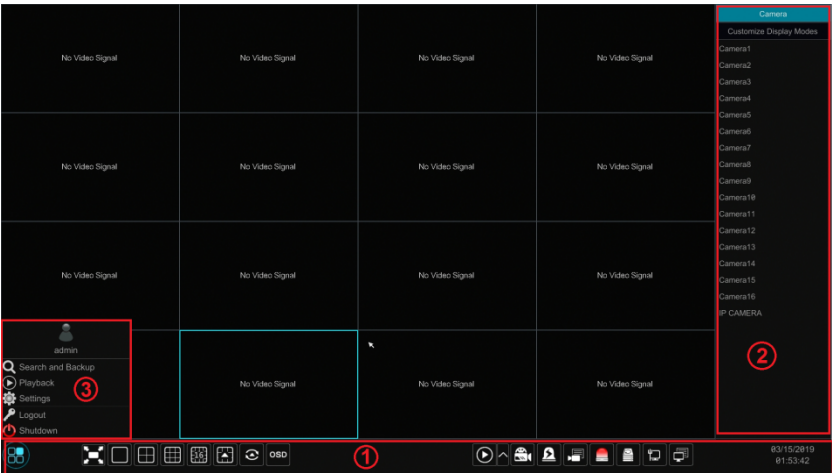 No Video Signal No Video Signal No Video Signal No Video Signal
No Video Signal No Video Signal No Video Signal No Video Signal
No Video Signal No Video Signal No Video Signal No Video Signal
No Video Signal No Video Signal No Video Signal
admin
Search and Backup
Playback
Settings
Logout
Shutdown
3
Camera
Customize Display Modes
Camera1
Camera2
Camera3
Camera4
Camera5
Camera6
Camera7
Camera8
Camera9
Camera10
Camera11
Camera12
Camera13
Camera14
Camera15
Camera16
IP CAMERA
2
16
OSD
1
03/15/2019
01:53:42